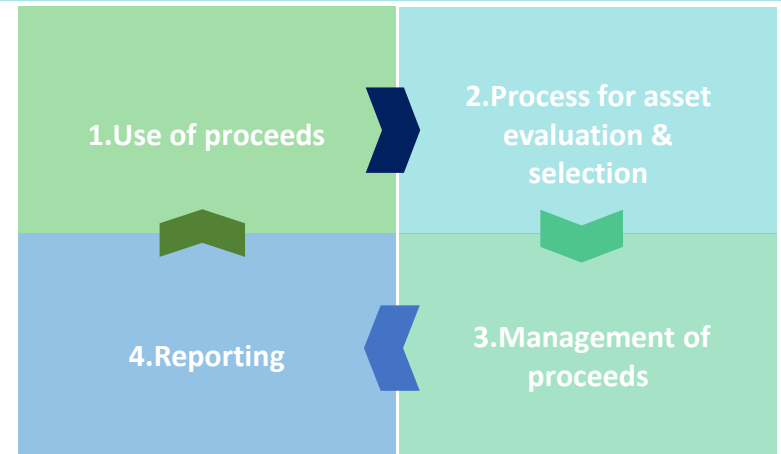 1.Use of proceeds
2.Process for asset
evaluation &
selection
4.Reporting
3.Management of
proceeds